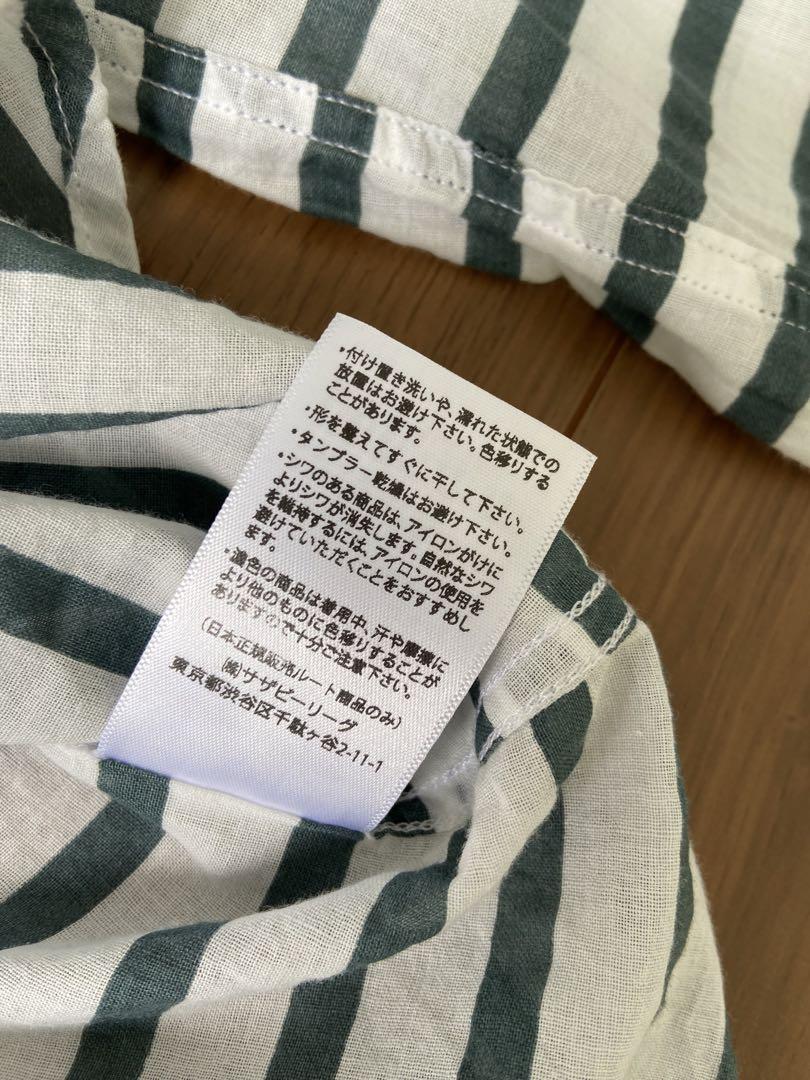 ・付け置き洗いや、濡れた状態での
放置はお避け下さい。色移りする
ことがあります。
・形を整えてすぐに干して下さい。
・タンブラー乾燥はお避け下さい。
・シワのある商品は、アイロンがけに
よりシワが消失します。自然なシワ
を維持するには、アイロンの使用を
避けていただくことをおすすめし
ます。
・濃色の商品は着用中、汗や摩擦に
より他のものに色移りすることが
ありますので十分ご注意下さい。
(日本正規販売ルート商品のみ)
㈱サザビーリーグ
東京都渋谷区千駄ヶ谷2-11-1